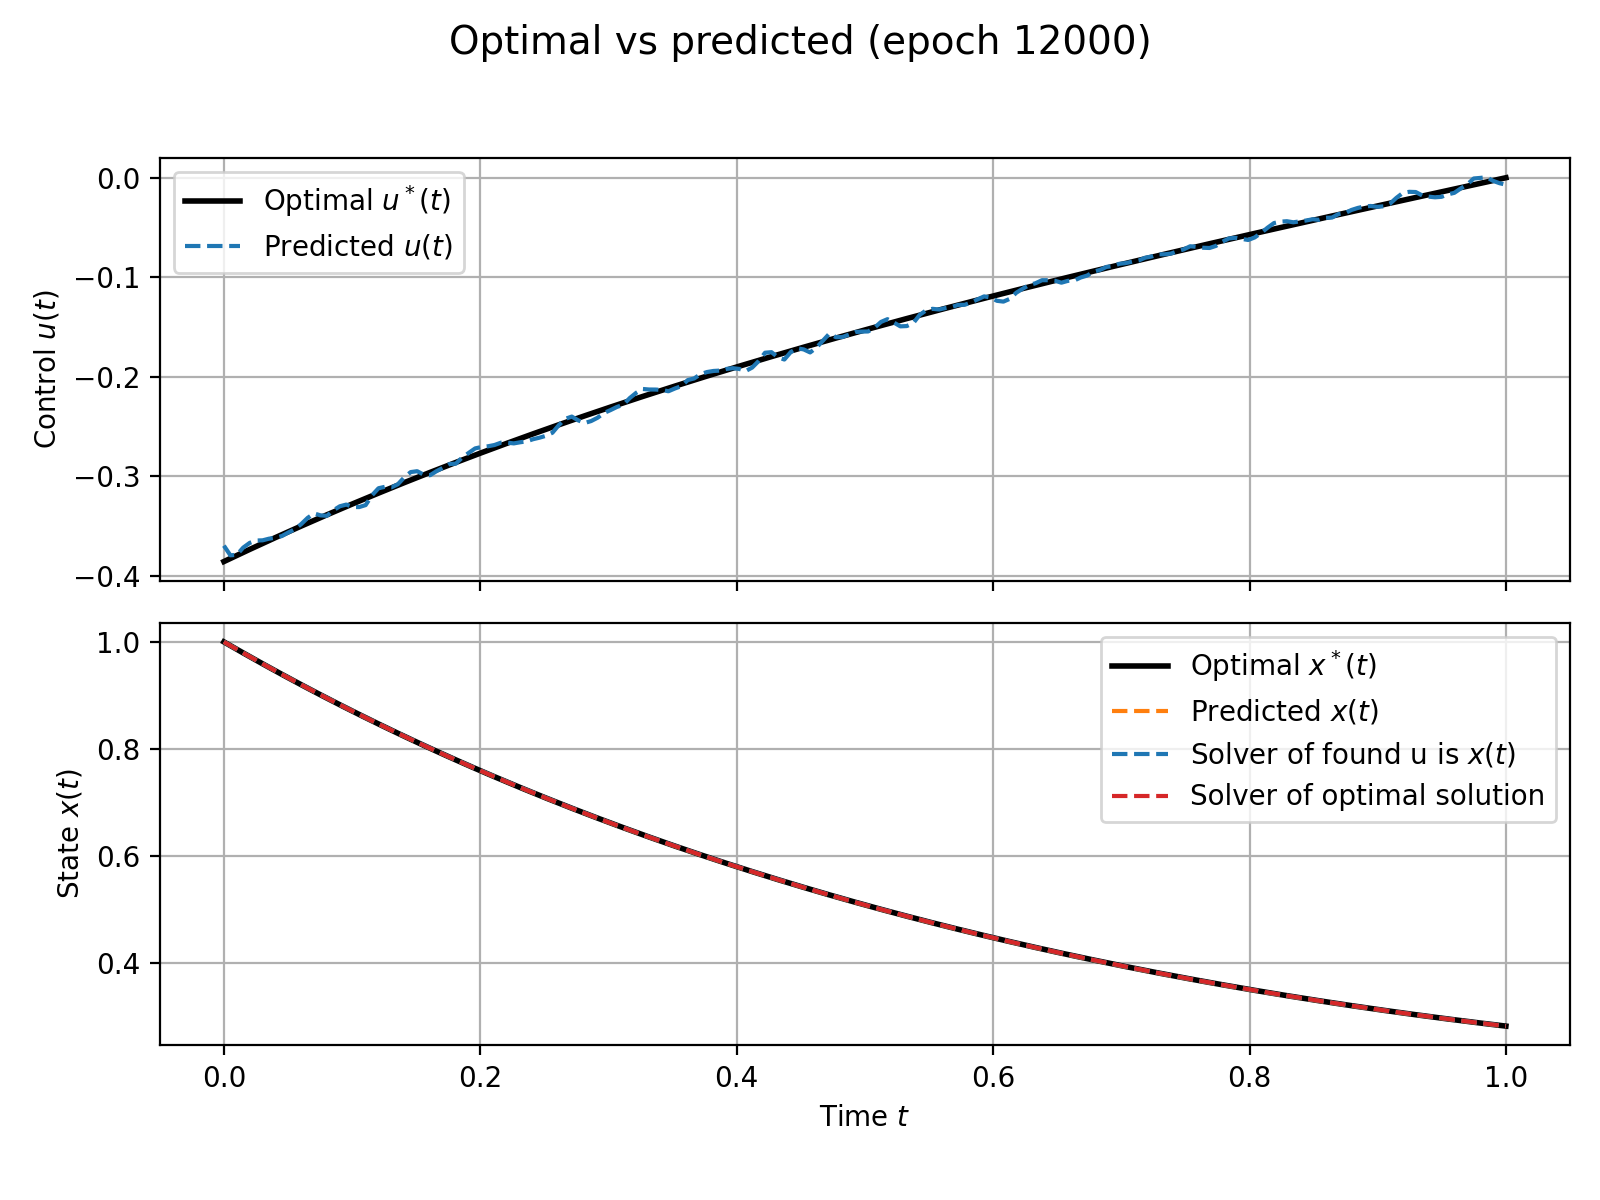 Optimal vs predicted (epoch 12000)
Control u(t)
0.0
−0.1
−0.2
−0.3
−0.4
Optimal u*(t)
Predicted u(t)
State x(t)
1.0
0.8
0.6
0.4
Optimal x*(t)
Predicted x(t)
Solver of found u is x(t)
Solver of optimal solution
0.0 0.2 0.4 0.6 0.8 1.0
Time t